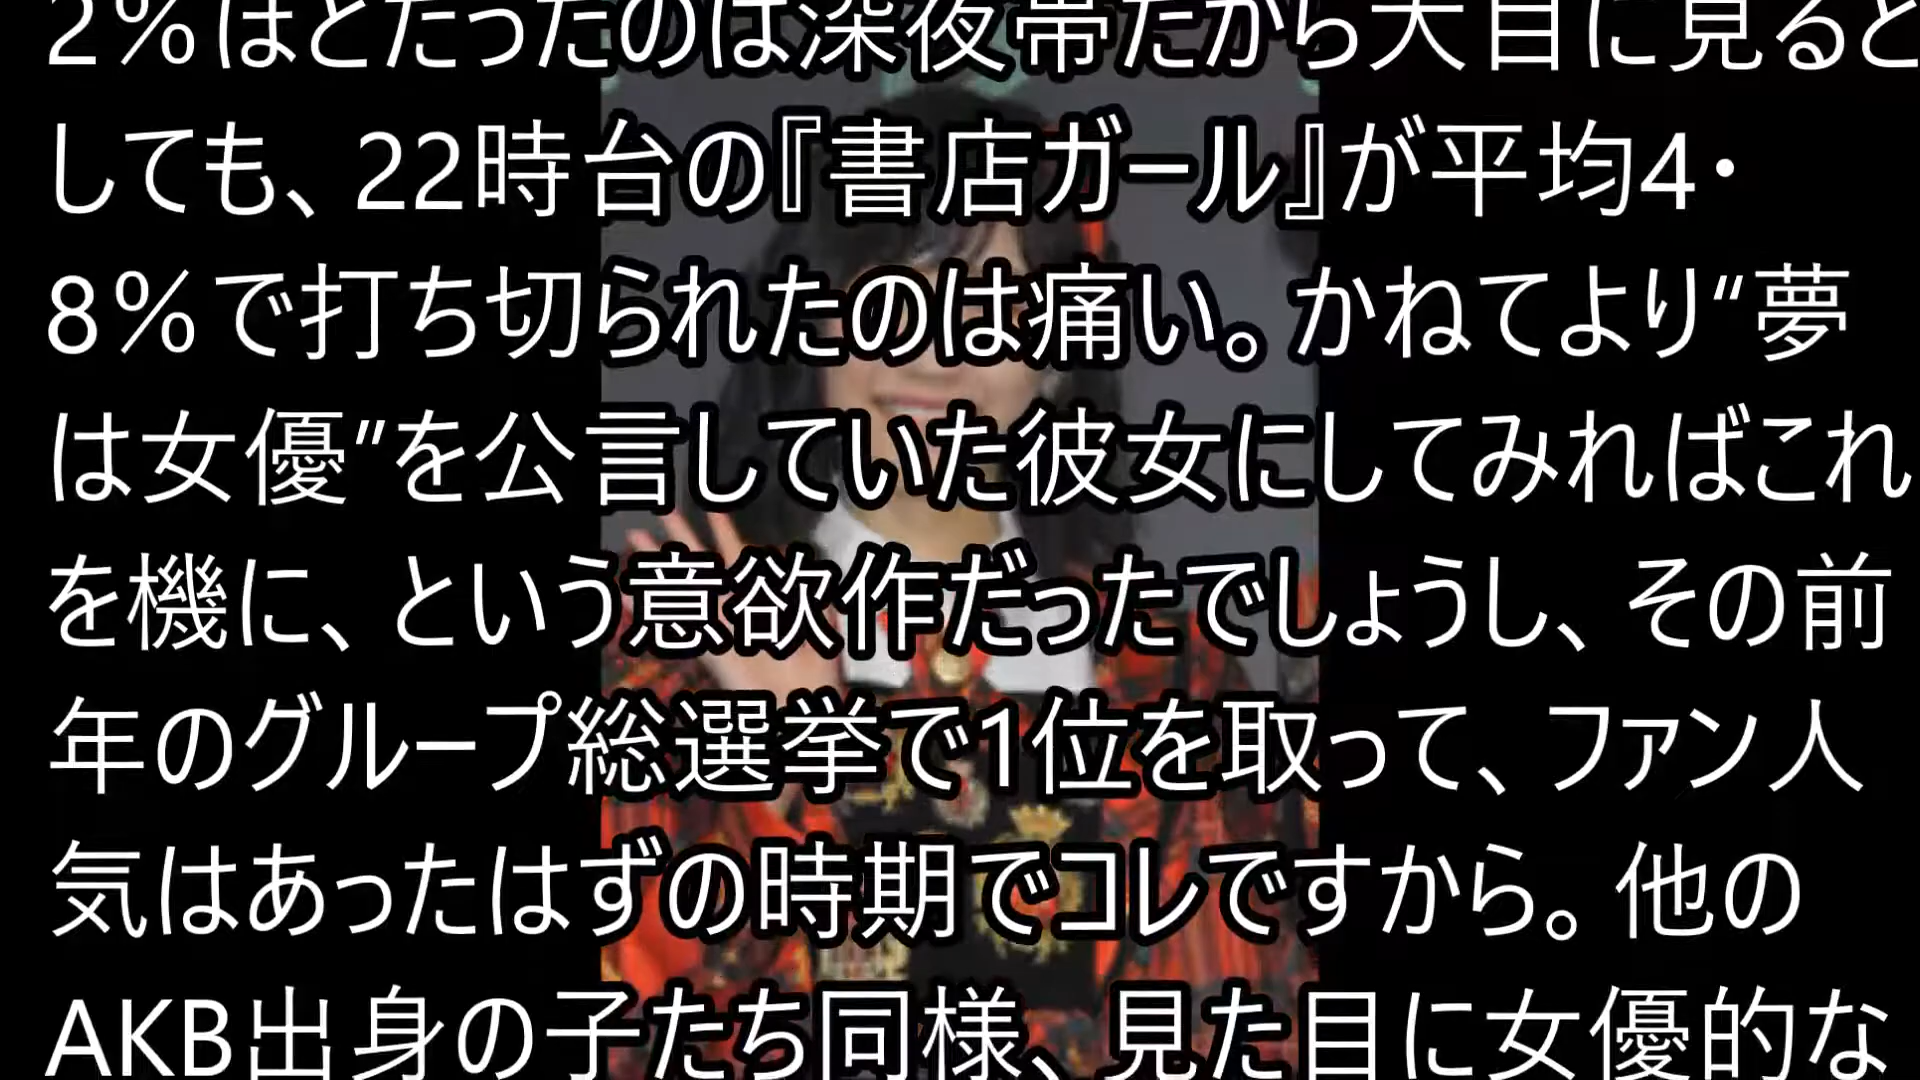 2％ほどだったのは深夜帯だから大目に見ると
しても、22時台の『書店ガール』が平均4・
8％で打ち切られたのは痛い。かねてより“夢
は女優”を公言していた彼女にしてみればこれ
を機に、という意欲作だったでしょうし、その前
年のグループ総選挙で1位を取って、ファン人
気はあったはずの時期でコレですから。他の
AKB出身の子たち同様、見た目に女優的な